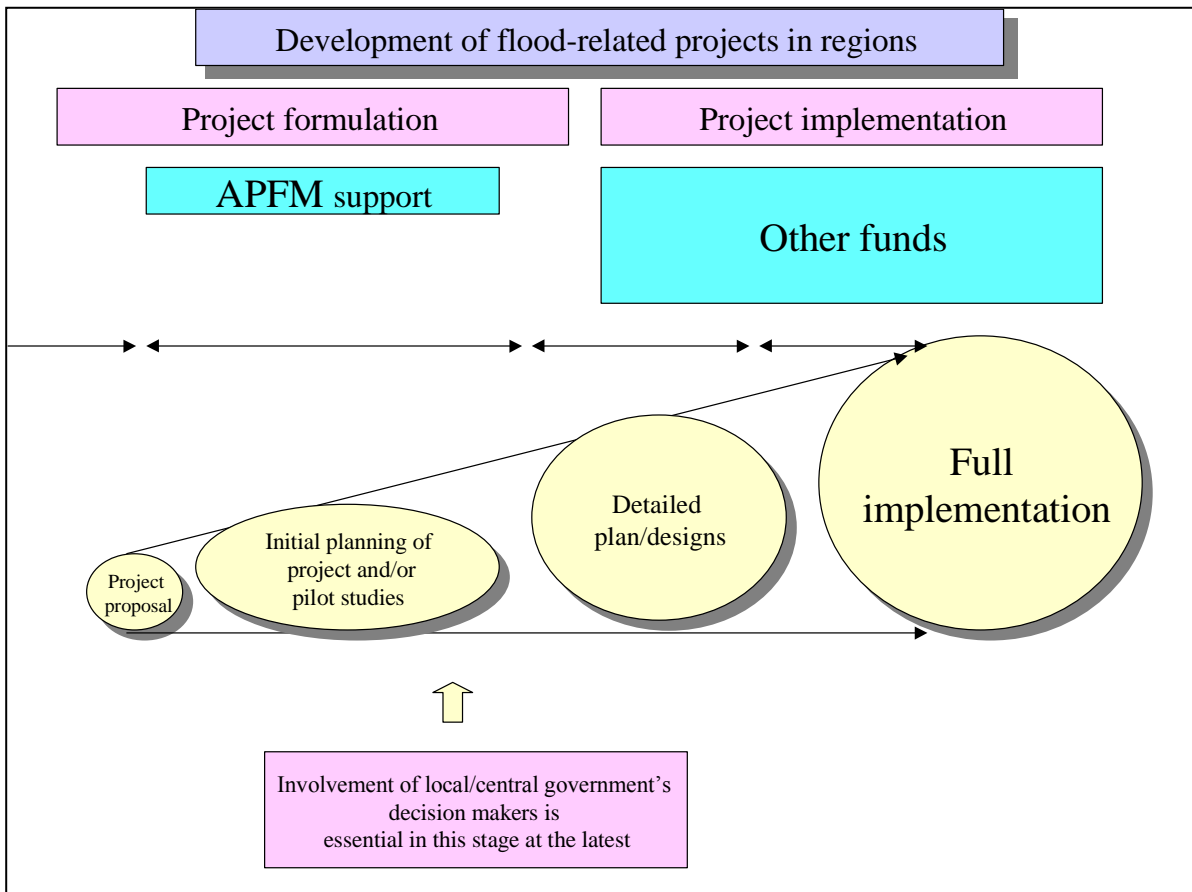 Development of flood-related projects in regions
Project formulation
Project implementation
APFM support
Other funds
Full
implementation
Detailed
plan/designs
Initial planning of
project and/or
pilot studies
Project
proposal
Involvement of local/central government’s
decision makers is
essential in this stage at the latest